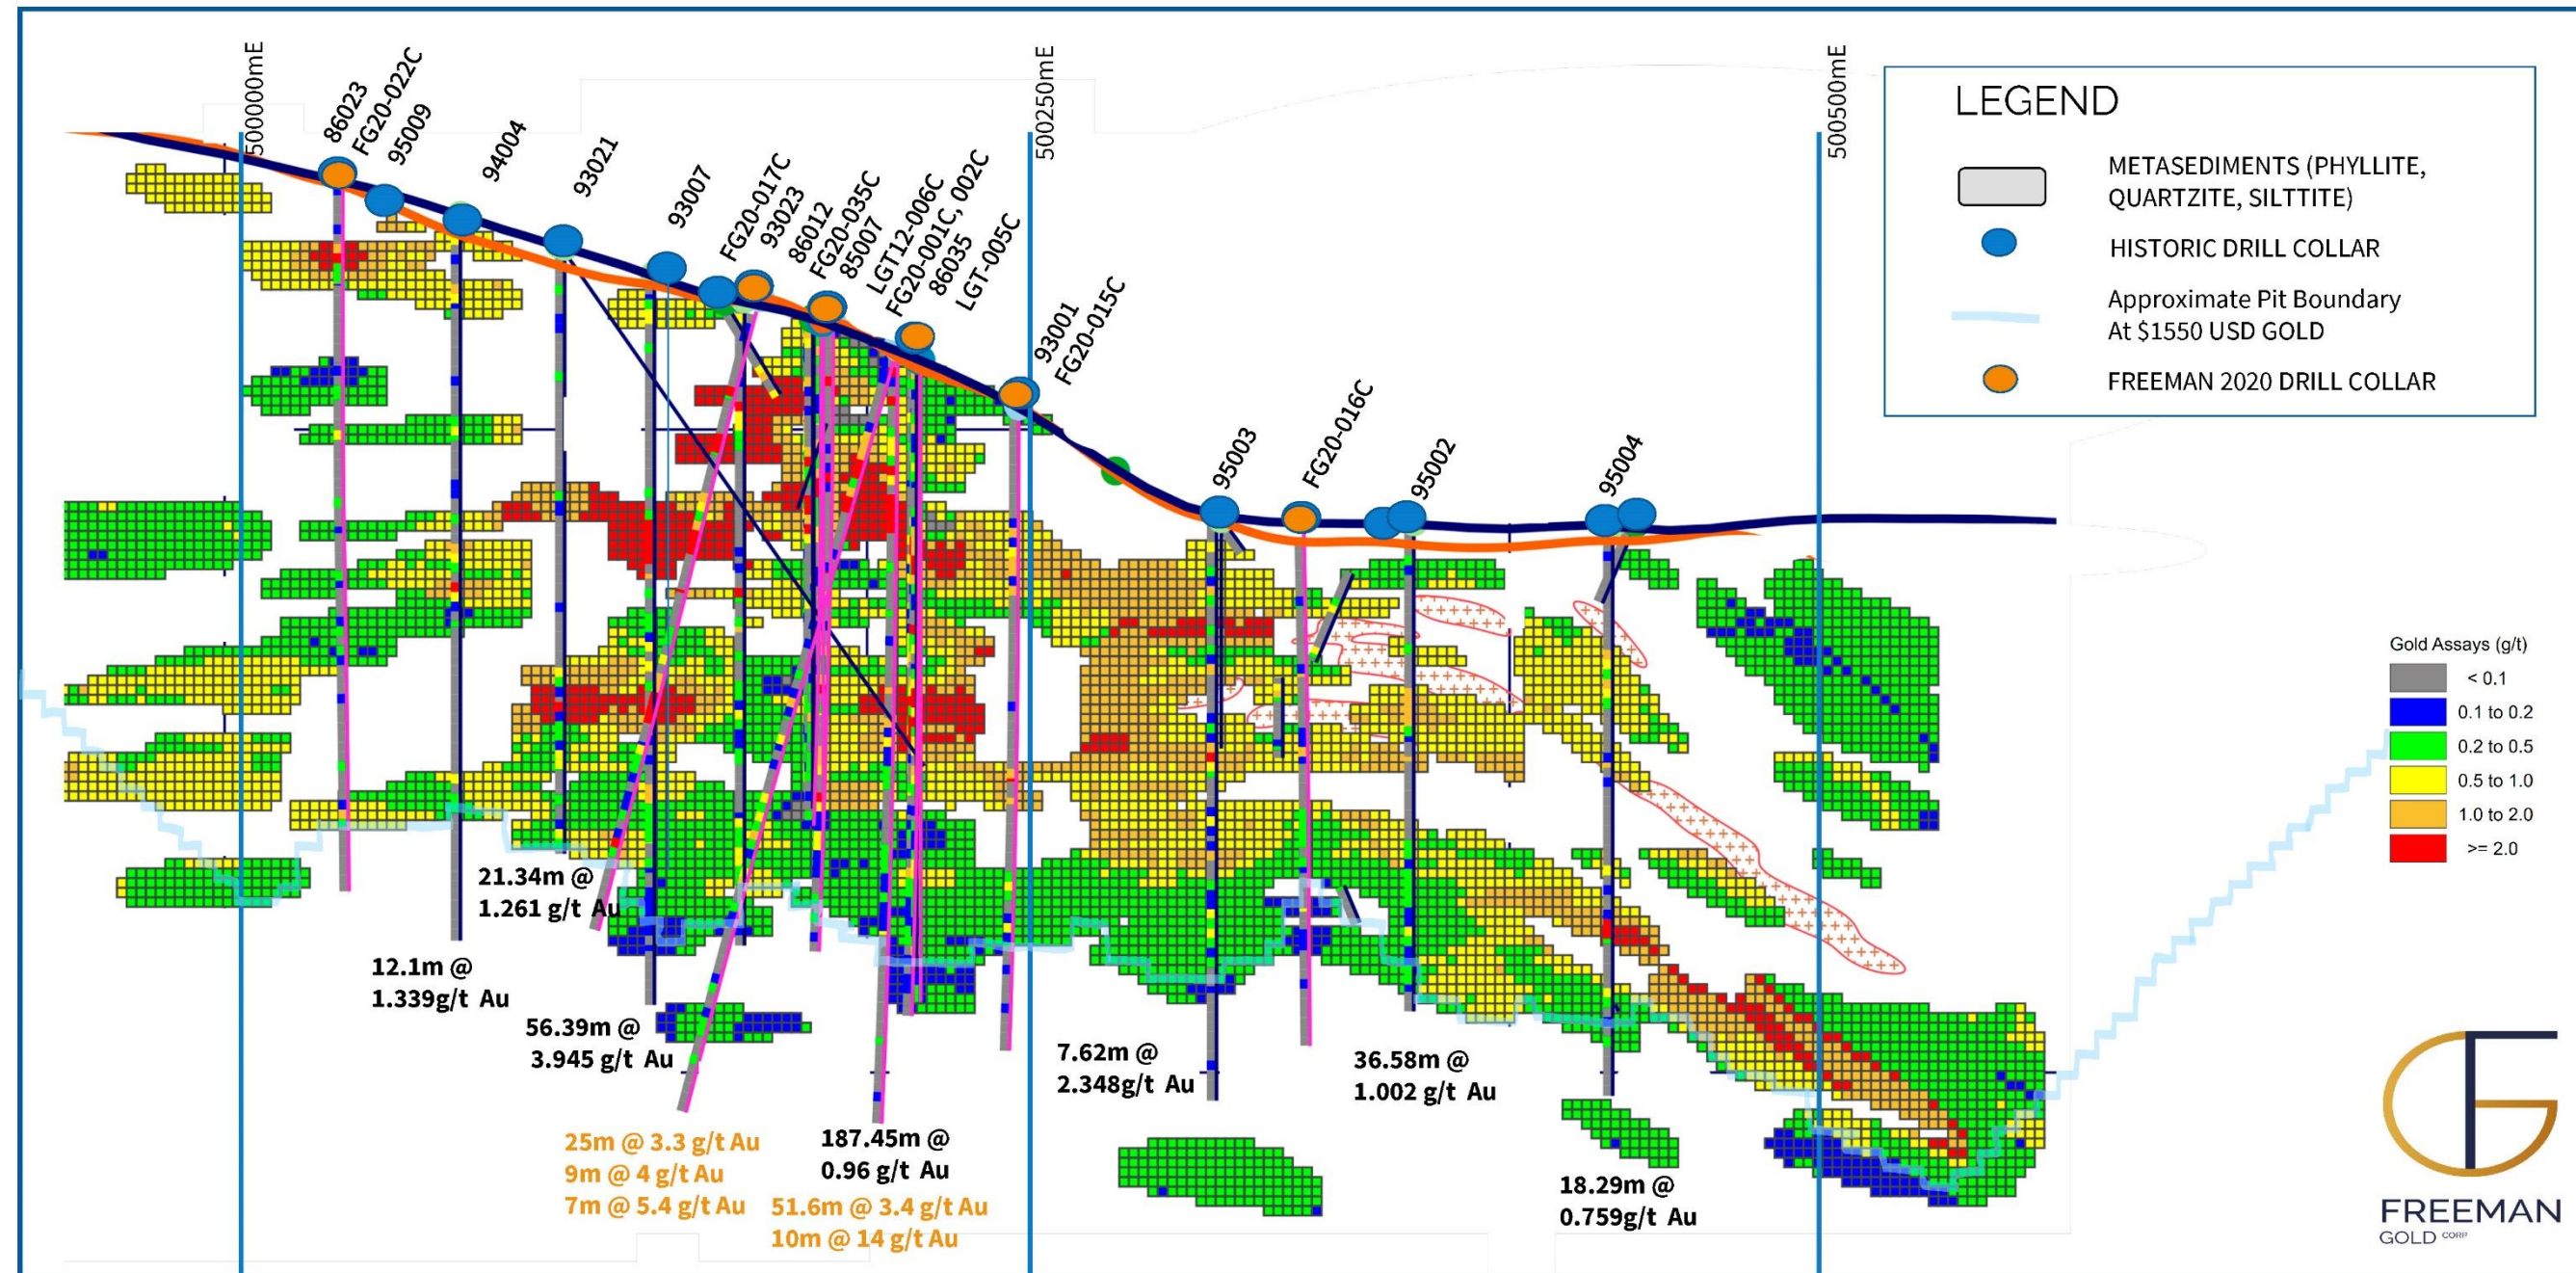 500000mE
500250mE
500500mE
86023
FG20-022C
95009
94004
93021
93007
FG20-017C
93023
86012
FG20-035C
85007
LGT12-006C
FG20-001C, 002C
86035
LGT-005C
93001
FG20-015C
95003
FG20-016C
95002
95004
LEGEND
METASEDIMENTS (PHYLLITE,
QUARTZITE, SILTTITE)
HISTORIC DRILL COLLAR
Approximate Pit Boundary
At $1550 USD GOLD
FREEMAN 2020 DRILL COLLAR
Gold Assays (g/t)
< 0.1
0.1 to 0.2
0.2 to 0.5
0.5 to 1.0
1.0 to 2.0
>= 2.0
21.34m @
1.261 g/t Au
12.1m @
1.339g/t Au
56.39m @
3.945 g/t Au
25m @ 3.3 g/t Au
9m @ 4 g/t Au
7m @ 5.4 g/t Au
187.45m @
0.96 g/t Au
51.6m @ 3.4 g/t Au
10m @ 14 g/t Au
7.62m @
2.348g/t Au
36.58m @
1.002 g/t Au
18.29m @
0.759g/t Au
FREEMAN
GOLD CORP